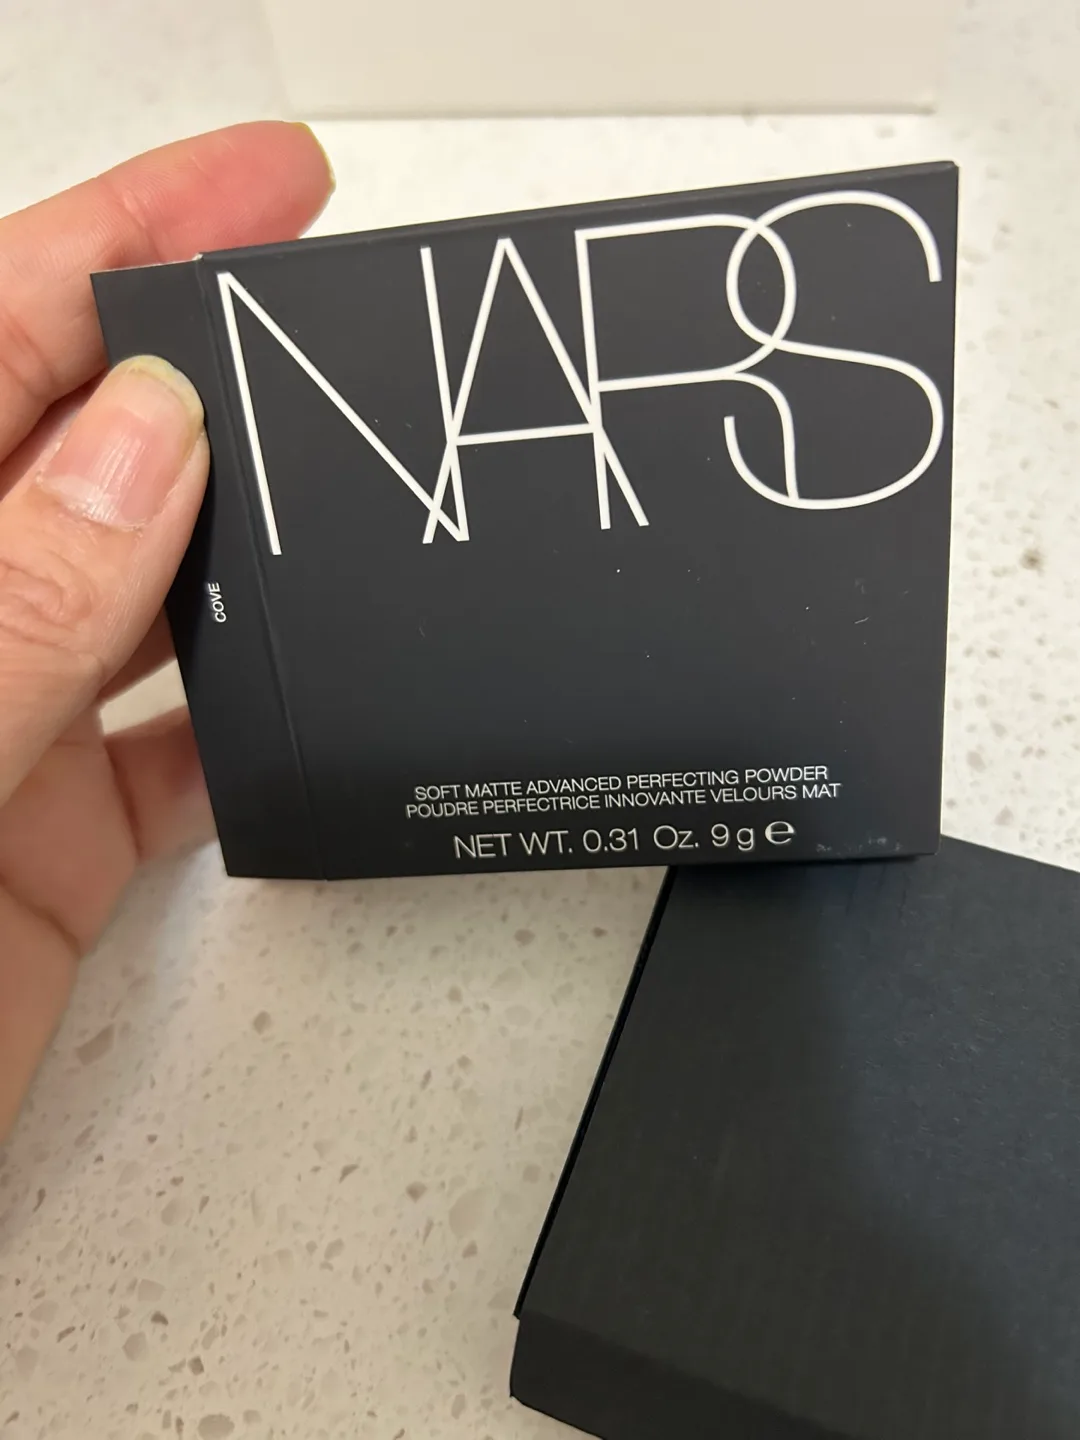 NARS
COVE
SOFT MATTE ADVANCED PERFECTING POWDER
POUDRE PERFECTRICE INNOVANTE VELOURS MAT
NET WT. 0.31 Oz. 9 g ℮